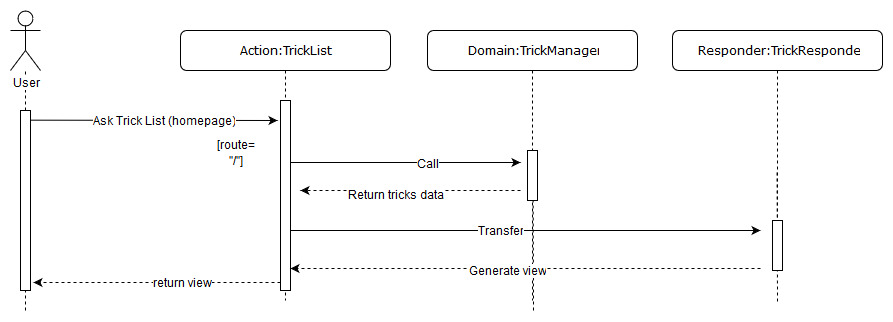 Action:TrickList
Domain:TrickManager
Responder:TrickResponde
User
Ask Trick List (homepage)
[route=
"/"]
Call
Return tricks data
Transfer
Generate view
return view